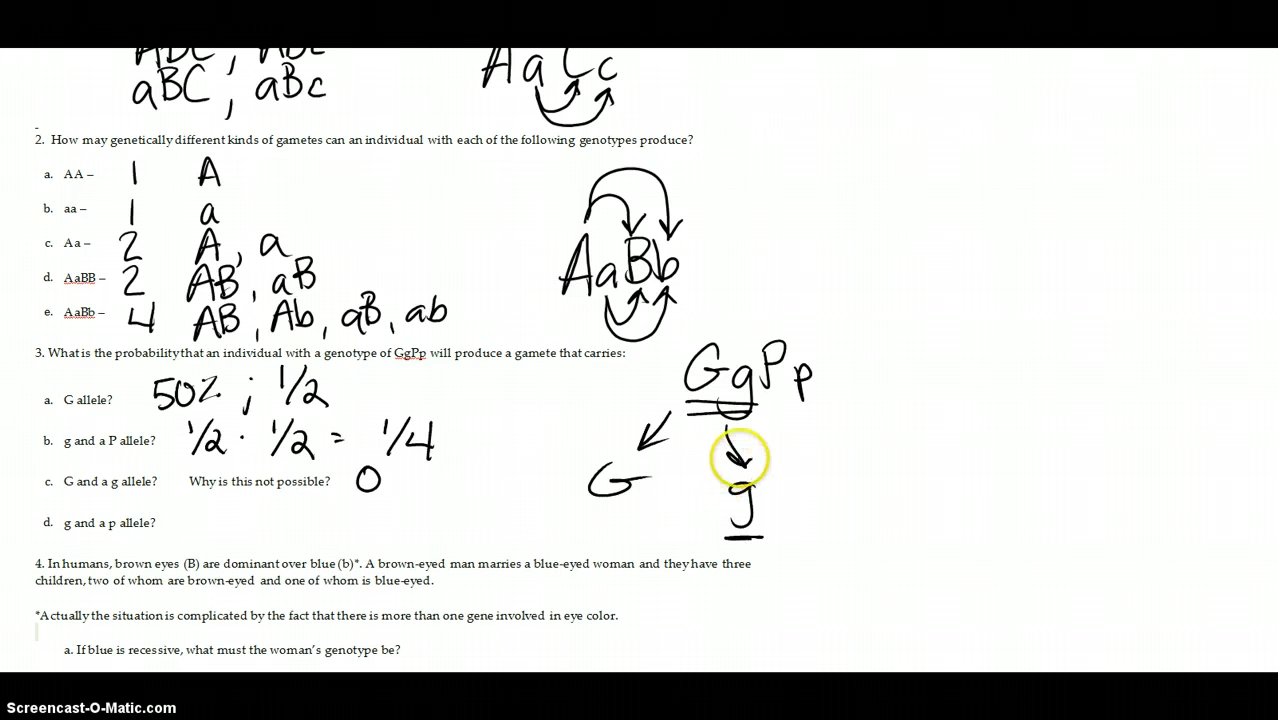 aBC ; aBc
AaCc
2. How may genetically different kinds of gametes can an individual with each of the following genotypes produce?
a. AA – 1 A
b. aa – 1 a
c. Aa – 2 A, a
d. AaBB – 2 AB, aB
AaBb
e. AaBb – 4 AB, Ab, aB, ab
3. What is the probability that an individual with a genotype of GgPp will produce a gamete that carries:
GgPp
a. G allele? 50% ; 1/2
b. g and a P allele? 1/2 · 1/2 = 1/4
c. G and a g allele? Why is this not possible? 0
G g
d. g and a p allele?
4. In humans, brown eyes (B) are dominant over blue (b)*. A brown-eyed man marries a blue-eyed woman and they have three
children, two of whom are brown-eyed and one of whom is blue-eyed.
*Actually the situation is complicated by the fact that there is more than one gene involved in eye color.
a. If blue is recessive, what must the woman's genotype be?
Screencast-O-Matic.com